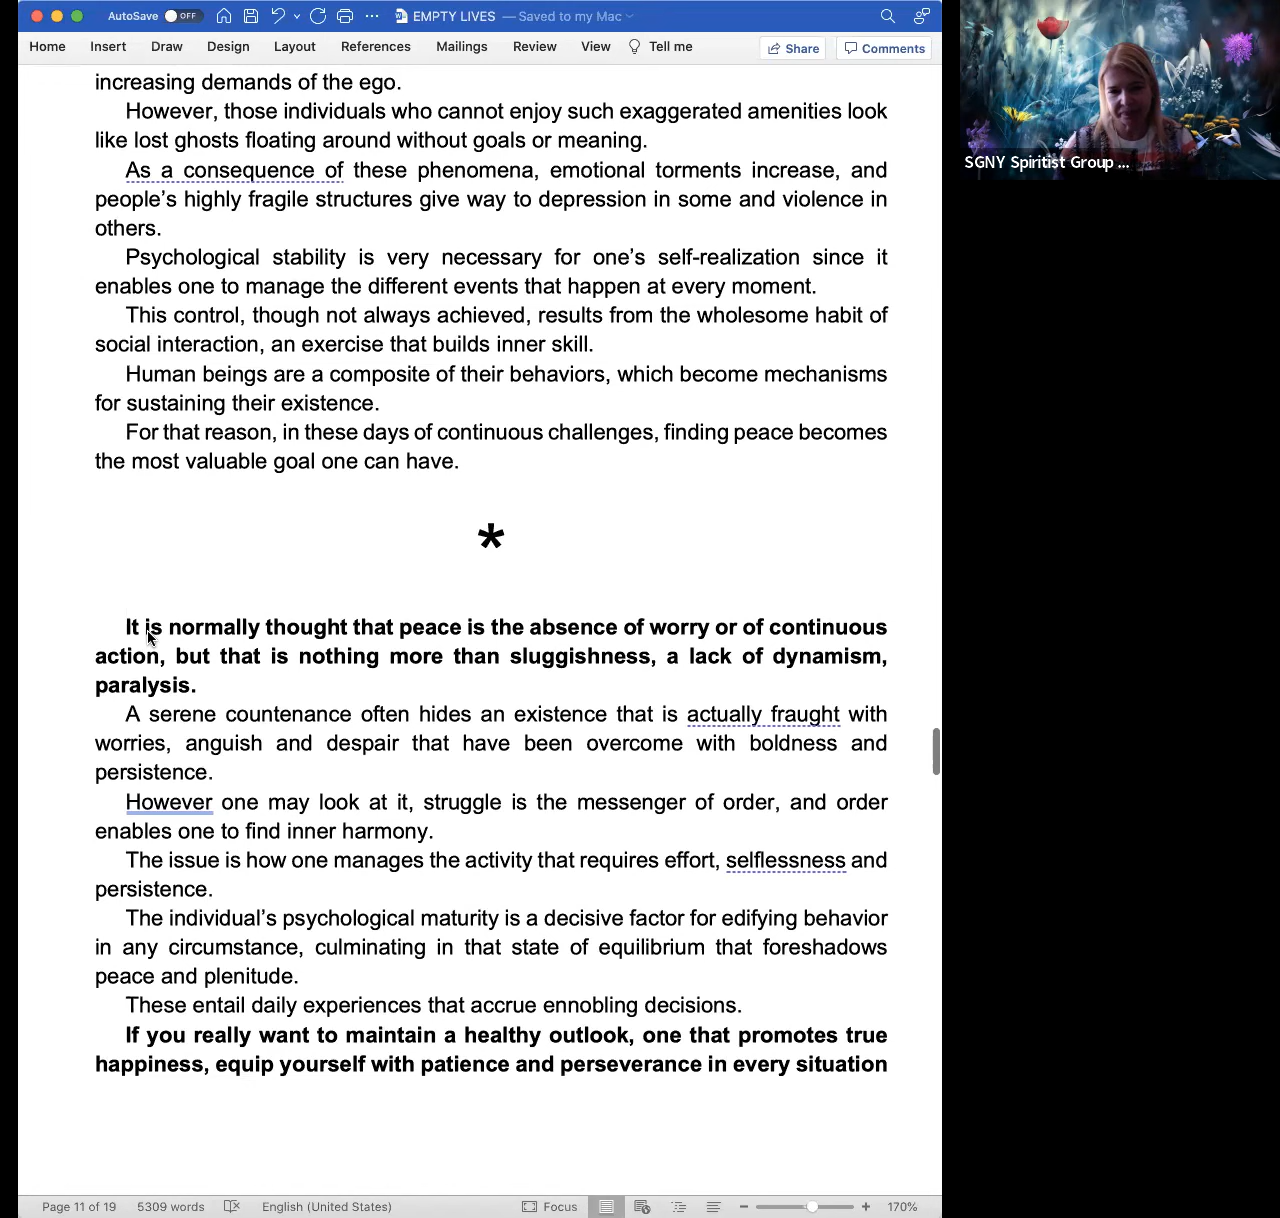 AutoSave OFF EMPTY LIVES — Saved to my Mac
Home Insert Draw Design Layout References Mailings Review View Tell me Share Comments
SGNY Spiritist Group ...
increasing demands of the ego.
However, those individuals who cannot enjoy such exaggerated amenities look
like lost ghosts floating around without goals or meaning.
As a consequence of these phenomena, emotional torments increase, and
people's highly fragile structures give way to depression in some and violence in
others.
Psychological stability is very necessary for one's self-realization since it
enables one to manage the different events that happen at every moment.
This control, though not always achieved, results from the wholesome habit of
social interaction, an exercise that builds inner skill.
Human beings are a composite of their behaviors, which become mechanisms
for sustaining their existence.
For that reason, in these days of continuous challenges, finding peace becomes
the most valuable goal one can have.
*
It is normally thought that peace is the absence of worry or of continuous
action, but that is nothing more than sluggishness, a lack of dynamism,
paralysis.
A serene countenance often hides an existence that is actually fraught with
worries, anguish and despair that have been overcome with boldness and
persistence.
However one may look at it, struggle is the messenger of order, and order
enables one to find inner harmony.
The issue is how one manages the activity that requires effort, selflessness and
persistence.
The individual's psychological maturity is a decisive factor for edifying behavior
in any circumstance, culminating in that state of equilibrium that foreshadows
peace and plenitude.
These entail daily experiences that accrue ennobling decisions.
If you really want to maintain a healthy outlook, one that promotes true
happiness, equip yourself with patience and perseverance in every situation
Page 11 of 19 5309 words English (United States) Focus 170%